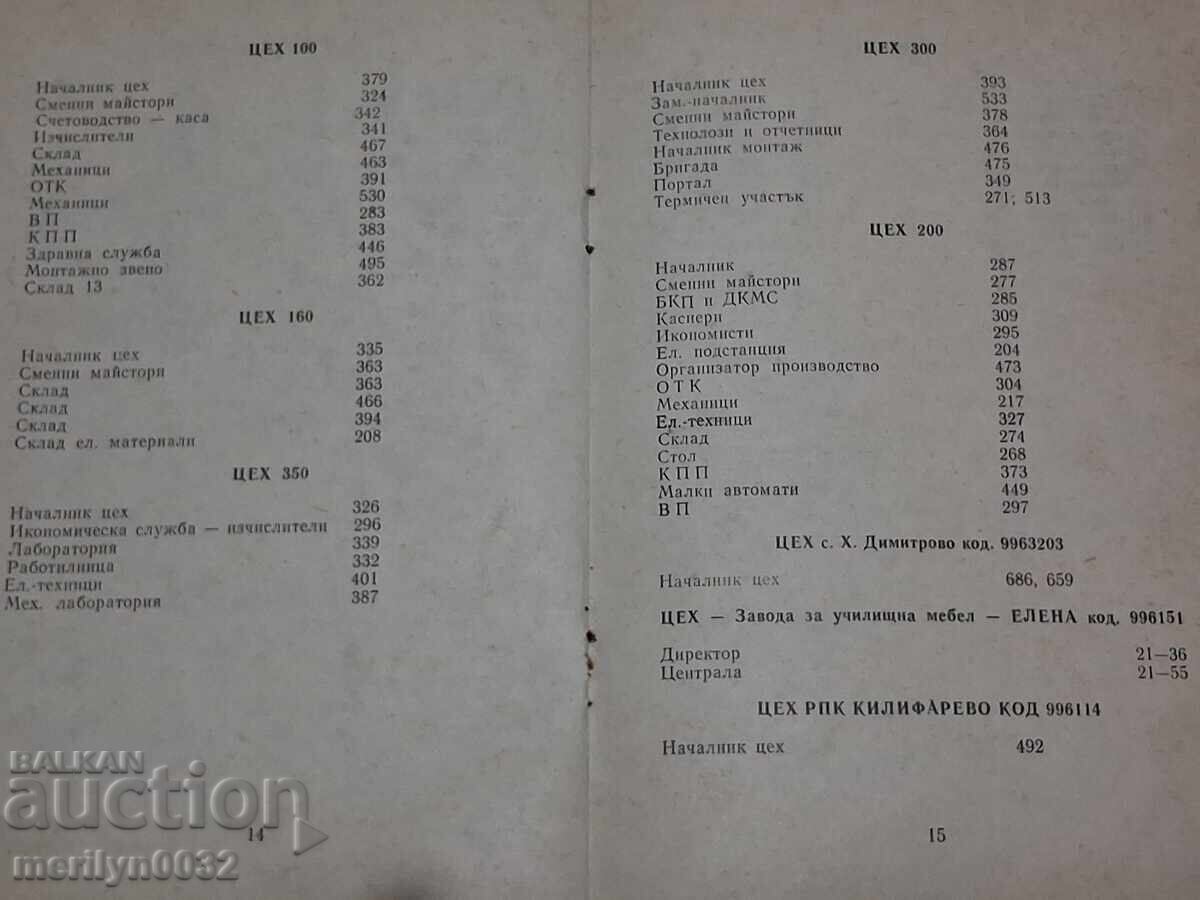 ЦЕХ 100
Началник цех 379
Сменни майстори 324
Счетоводство — каса 342
Изчислители 341
Склад 467
Механици 463
ОТК 391
Механици 530
ВП 283
КПП 383
Здравна служба 446
Монтажно звено 495
Склад 13 362
ЦЕХ 160
Началник цех 335
Сменни майстори 363
Склад 363
Склад 466
Склад 394
Склад ел. материали 208
ЦЕХ 350
Началник цех 326
Икономическа служба — изчислители 296
Лаборатория 339
Работилница 332
Ел.-техници 401
Мех. лаборатория 387
14
ЦЕХ 300
Началник цех 393
Зам.-началник 533
Сменни майстори 378
Технолози и отчетници 364
Началник монтаж 476
Бригада 475
Портал 349
Термичен участък 271; 513
ЦЕХ 200
Началник 287
Сменни майстори 277
БКП и ДКМС 285
Касиери 309
Икономисти 295
Ел. подстанция 204
Организатор производство 473
ОТК 304
Механици 217
Ел.-техници 327
Склад 274
Стол 268
КПП 373
Малки автомати 449
ВП 297
ЦЕХ с. Х. Димитрово код. 9963203
Началник цех 686, 659
ЦЕХ — Завода за училищна мебел — ЕЛЕНА код. 996151
Директор 21—36
Централа 21—55
ЦЕХ РПК КИЛИФАРЕВО КОД 996114
Началник цех 492
15
BALKAN
auction
merilyn0032